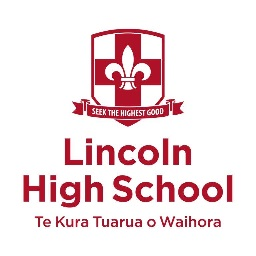 SEEK THE HIGHEST GOOD
Lincoln
High School
Te Kura Tuarua o Waihora